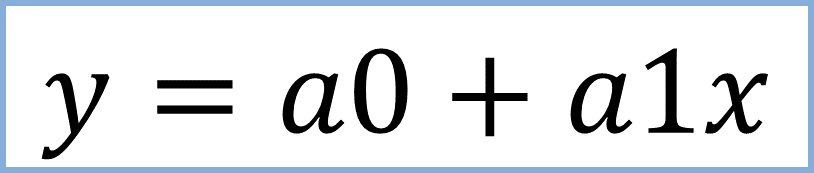 y = a0 + a1x